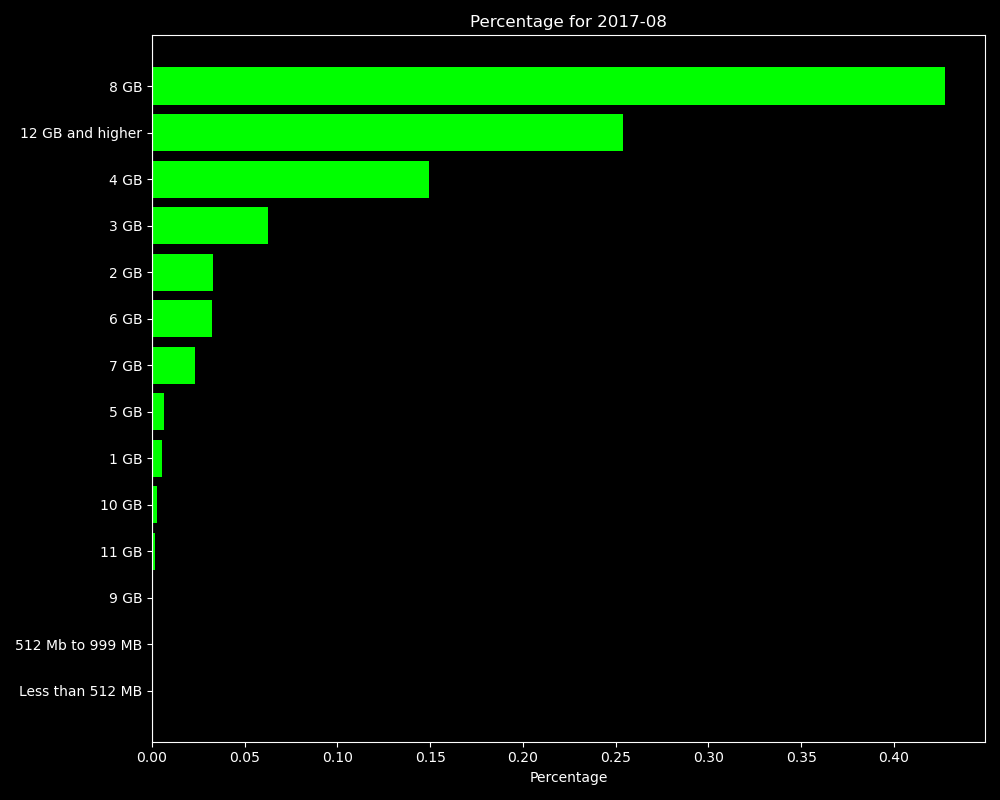 Percentage for 2017-08
8 GB
12 GB and higher
4 GB
3 GB
2 GB
6 GB
7 GB
5 GB
1 GB
10 GB
11 GB
9 GB
512 Mb to 999 MB
Less than 512 MB
0.00 0.05 0.10 0.15 0.20 0.25 0.30 0.35 0.40
Percentage